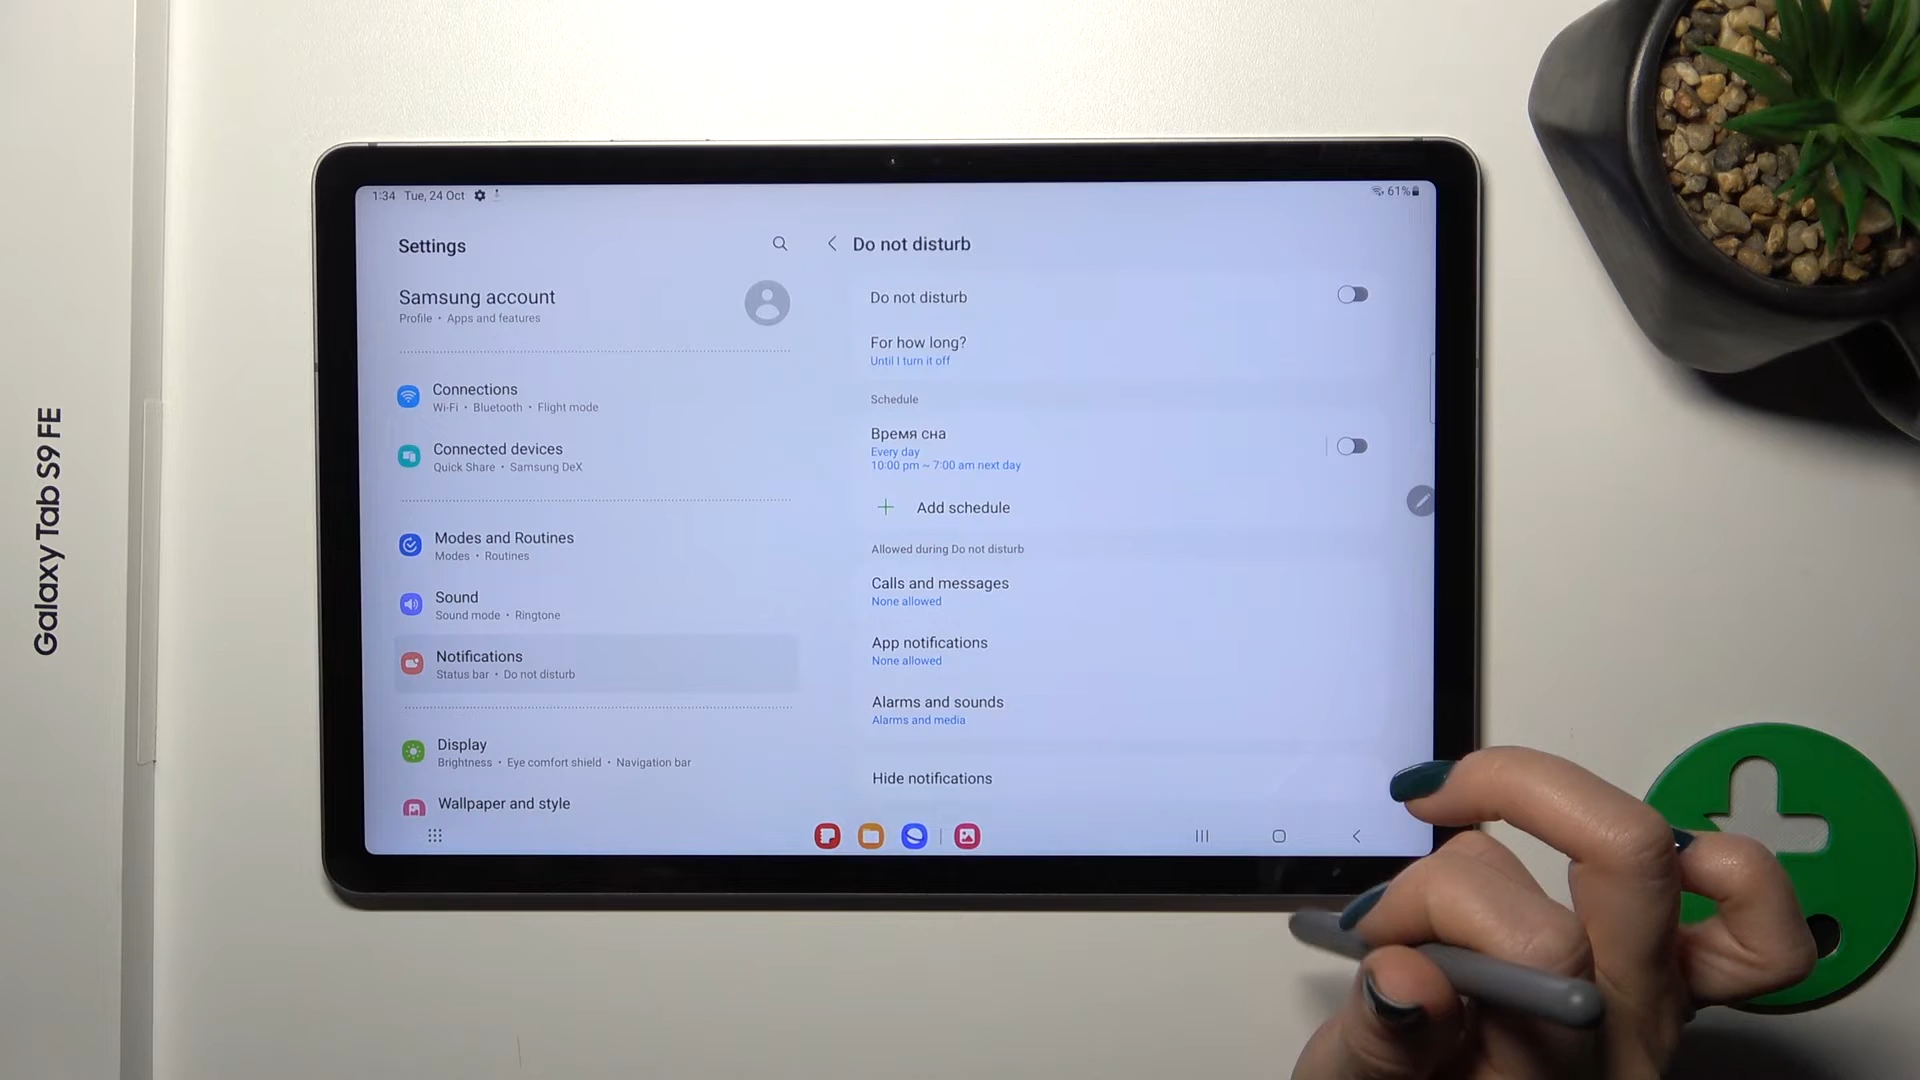 Galaxy Tab S9 FE
1:34 Tue, 24 Oct
61%
Settings
Samsung account
Profile • Apps and features
Connections
Wi-Fi • Bluetooth • Flight mode
Connected devices
Quick Share • Samsung DeX
Modes and Routines
Modes • Routines
Sound
Sound mode • Ringtone
Notifications
Status bar • Do not disturb
Display
Brightness • Eye comfort shield • Navigation bar
Wallpaper and style
Do not disturb
Do not disturb
For how long?
Until I turn it off
Schedule
Время сна
Every day
10:00 pm ~ 7:00 am next day
Add schedule
Allowed during Do not disturb
Calls and messages
None allowed
App notifications
None allowed
Alarms and sounds
Alarms and media
Hide notifications